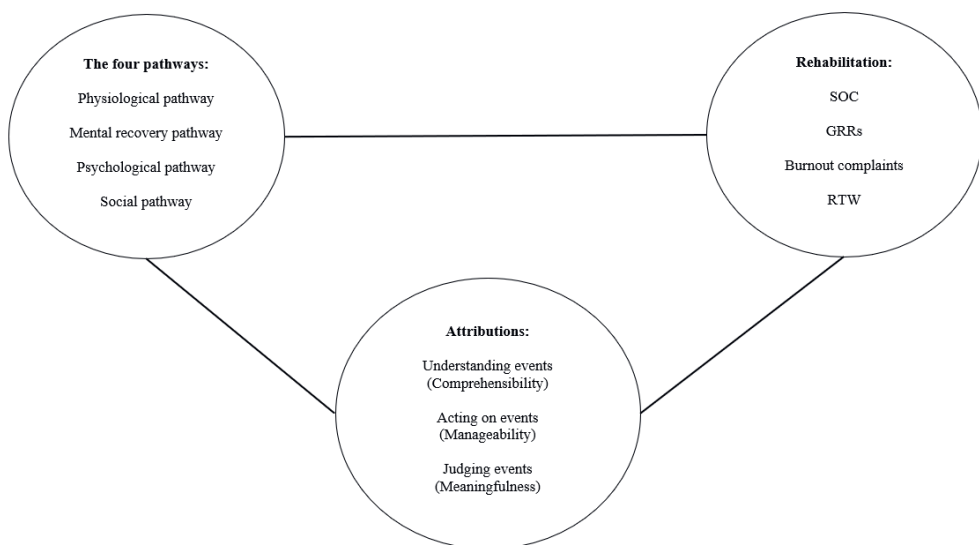 The four pathways:
Physiological pathway
Mental recovery pathway
Psychological pathway
Social pathway
Rehabilitation:
SOC
GRRs
Burnout complaints
RTW
Attributions:
Understanding events
(Comprehensibility)
Acting on events
(Manageability)
Judging events
(Meaningfulness)